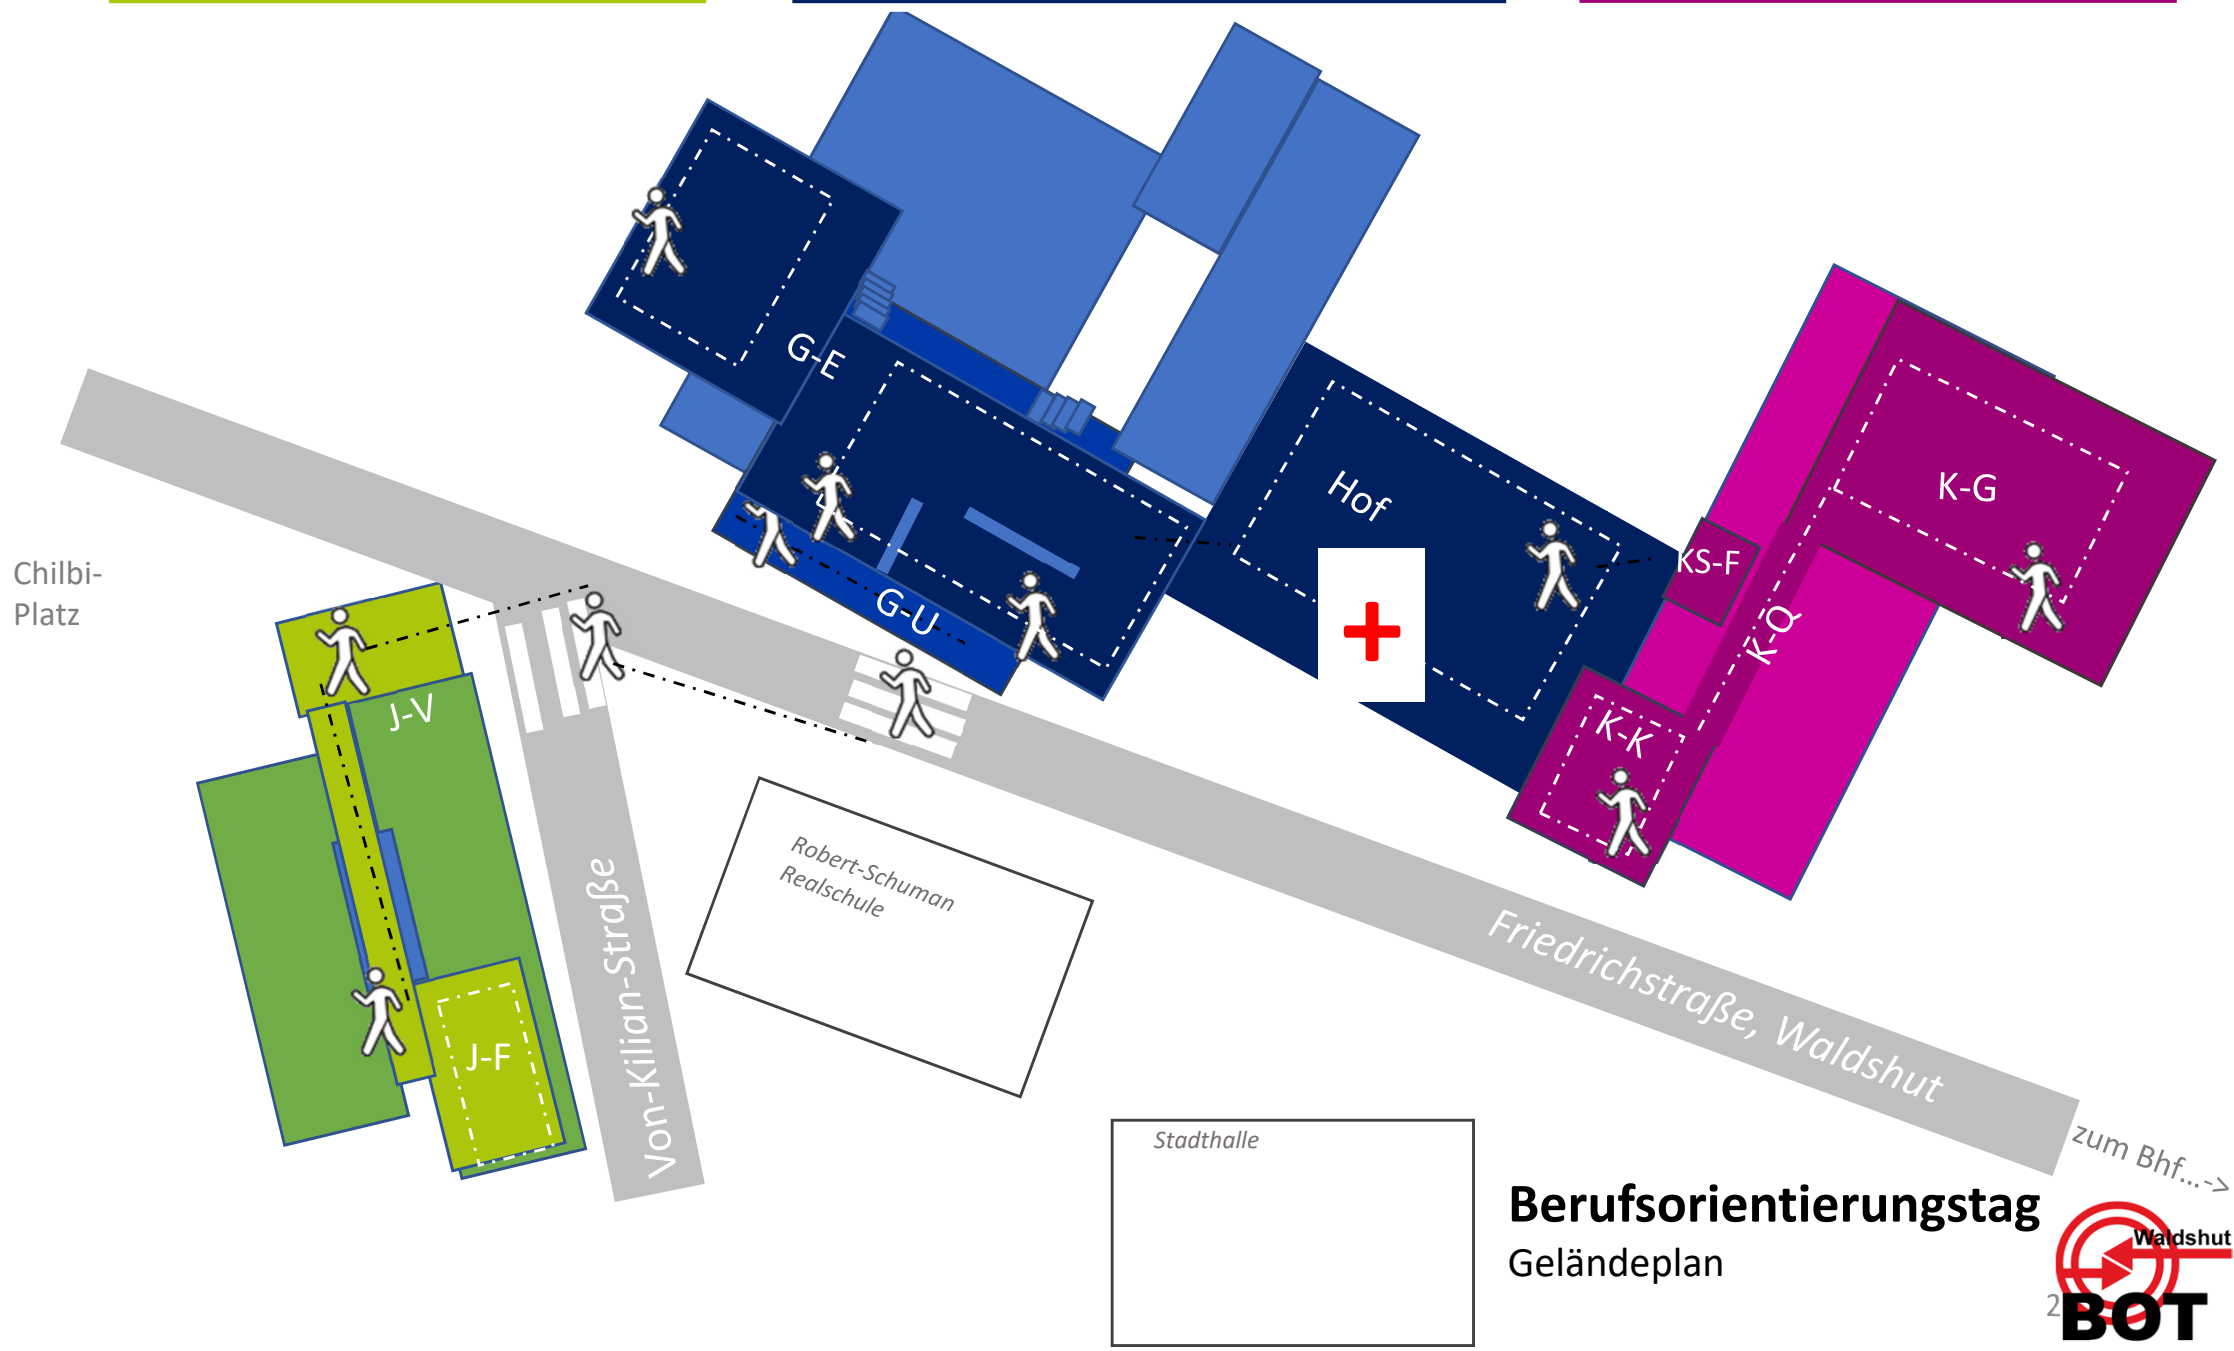 G-E
Hof
K-G
KS-F
Chilbi-
Platz
G-U
K-Q
J-V
K-K
Robert-Schuman
Realschule
Von-Kilian-Straße
Friedrichstraße, Waldshut
J-F
Stadthalle
zum Bhf...->
Berufsorientierungstag
Geländeplan
Waldshut
2
BOT